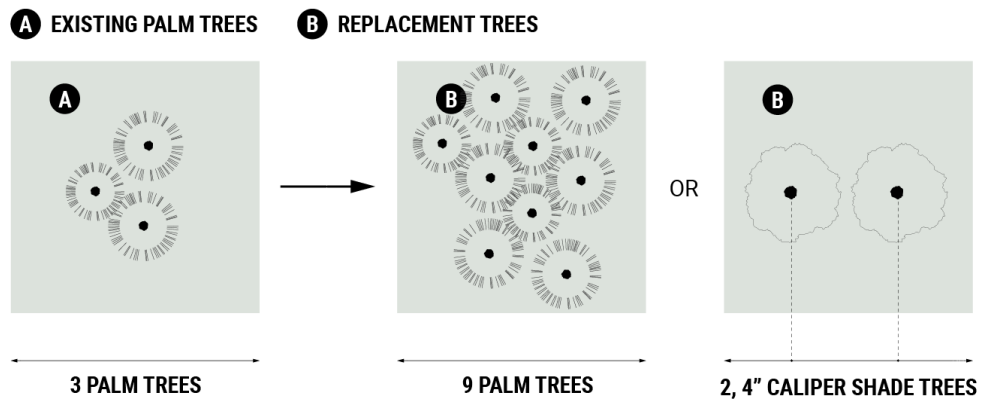 A EXISTING PALM TREES
B REPLACEMENT TREES
A
B
B
OR
3 PALM TREES
9 PALM TREES
2, 4” CALIPER SHADE TREES